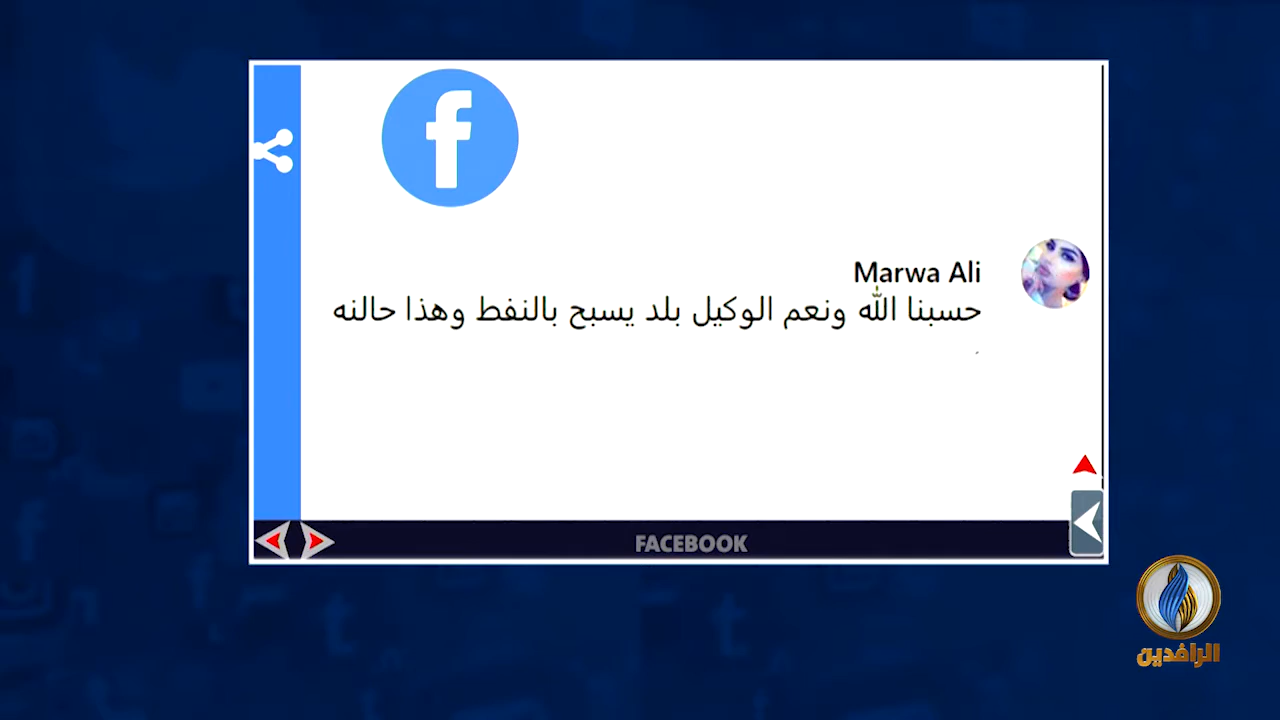 Marwa Ali
حسبنا الله ونعم الوكيل بلد يسبح بالنفط وهذا حالنه
FACEBOOK
الرافدين